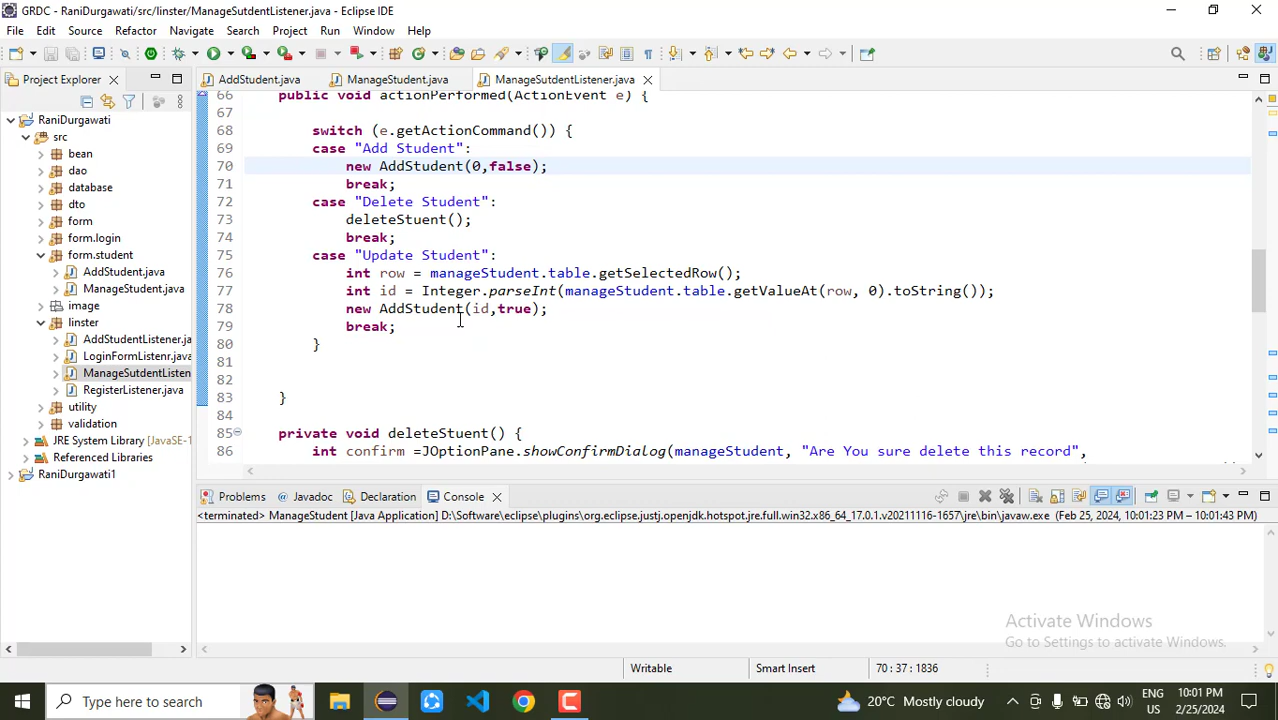 GRDC - RaniDurgawati/src/linster/ManageSutdentListener.java - Eclipse IDE
File Edit Source Refactor Navigate Search Project Run Window Help
Project Explorer
AddStudent.java ManageStudent.java ManageSutdentListener.java
RaniDurgawati
src
bean
dao
database
dto
form
form.login
form.student
AddStudent.java
ManageStudent.java
image
linster
AddStudentListener.java
LoginFormListenr.java
ManageSutdentListen
RegisterListener.java
utility
validation
JRE System Library [JavaSE-1
Referenced Libraries
RaniDurgawati1
66 public void actionPerformed(ActionEvent e) {
67
68 switch (e.getActionCommand()) {
69 case "Add Student":
70 new AddStudent(0,false);
71 break;
72 case "Delete Student":
73 deleteStuent();
74 break;
75 case "Update Student":
76 int row = manageStudent.table.getSelectedRow();
77 int id = Integer.parseInt(manageStudent.table.getValueAt(row, 0).toString());
78 new AddStudent(id,true);
79 break;
80 }
81
82
83 }
84
85 private void deleteStuent() {
86 int confirm =JOptionPane.showConfirmDialog(manageStudent, "Are You sure delete this record",
Problems Javadoc Declaration Console
<terminated> ManageStudent [Java Application] D:\Software\eclipse\plugins\org.eclipse.justj.openjdk.hotspot.jre.full.win32.x86_64_17.0.1.v20211116-1657\jre\bin\javaw.exe (Feb 25, 2024, 10:01:23 PM – 10:01:43 PM)
Activate Windows
Go to Settings to activate Windows.
Writable Smart Insert 70 : 37 : 1836
Type here to search
20°C Mostly cloudy
ENG
US
10:01 PM
2/25/2024